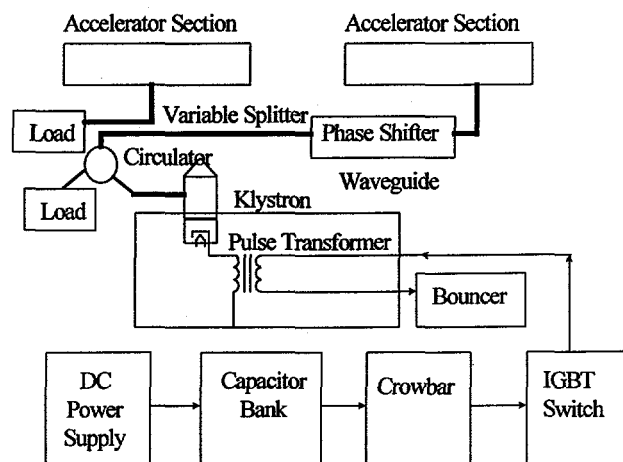 Accelerator Section
Accelerator Section
Load
Variable Splitter
Phase Shifter
Circulator
Waveguide
Load
Klystron
Pulse Transformer
Bouncer
DC
Power
Supply
Capacitor
Bank
Crowbar
IGBT
Switch